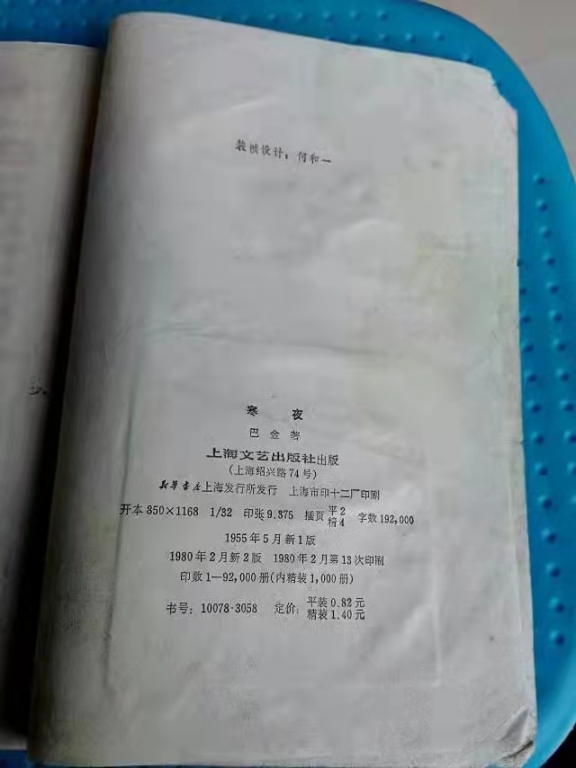 装帧设计：何和一
寒 夜
巴金著
上海文艺出版社出版
（上海绍兴路74号）
新华书店上海发行所发行 上海市印十二厂印刷
开本850×1168 1/32 印张9.875 插页平2精4 字数192,000
1955年5月新1版
1980年2月新2版 1980年2月第13次印刷
印数1—92,000册（内精装1,000册）
书号：10078·3058 定价：平装0.82元
精装1.40元